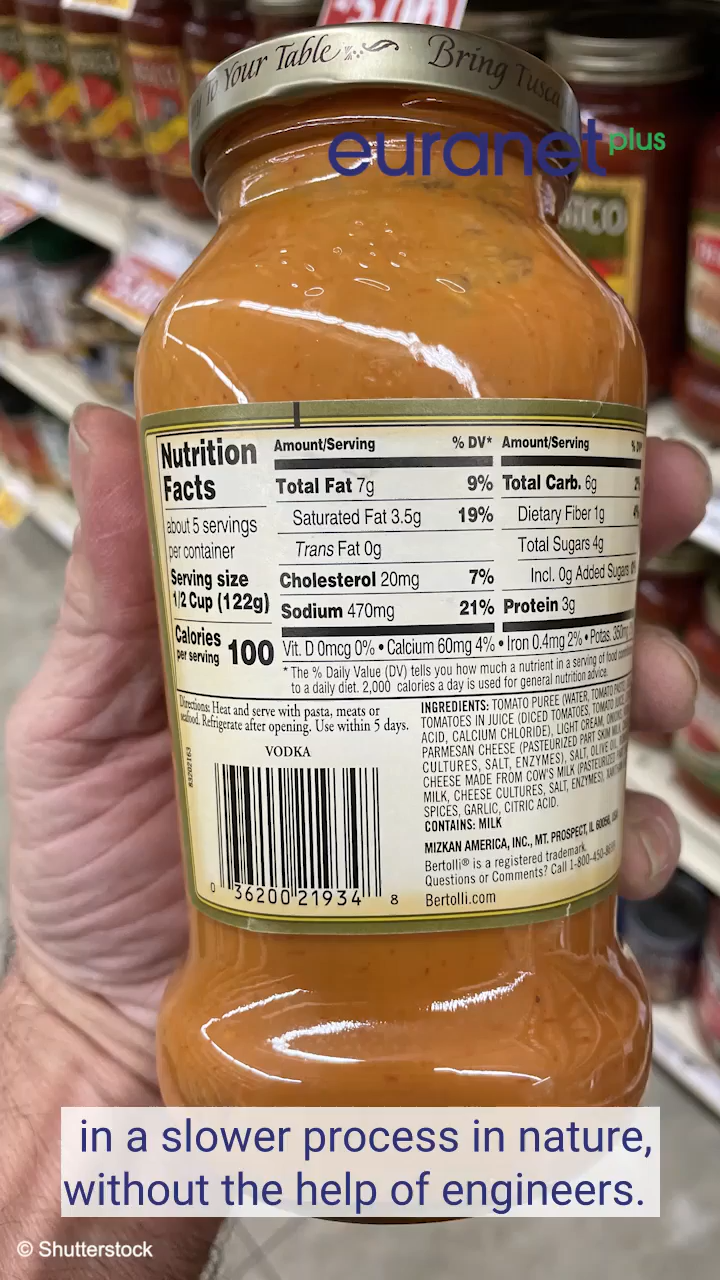 To Your Table Bring Tusca
euranet plus
Nutrition
Facts
about 5 servings
per container
Serving size
1/2 Cup (122g)
Calories
per serving 100
Amount/Serving % DV*
Total Fat 7g 9%
Saturated Fat 3.5g 19%
Trans Fat 0g
Cholesterol 20mg 7%
Sodium 470mg 21%
Amount/Serving
Total Carb. 6g
Dietary Fiber 1g
Total Sugars 4g
Incl. 0g Added Sugars
Protein 3g
Vit. D 0mcg 0% • Calcium 60mg 4% • Iron 0.4mg 2% • Potas. 350mg
*The % Daily Value (DV) tells you how much a nutrient in a serving of food
to a daily diet. 2,000 calories a day is used for general nutrition advice.
Directions: Heat and serve with pasta, meats or
seafood. Refrigerate after opening. Use within 5 days.
VODKA
83202163
0 36200 21934 8
INGREDIENTS: TOMATO PUREE (WATER, TOMATO PASTE),
TOMATOES IN JUICE (DICED TOMATOES, TOMATO
ACID, CALCIUM CHLORIDE), LIGHT CREAM,
PARMESAN CHEESE (PASTEURIZED PART SKIM
CULTURES, SALT, ENZYMES), SALT, OLIVE OIL,
CHEESE MADE FROM COW'S MILK (PASTEURIZED
MILK, CHEESE CULTURES, SALT, ENZYMES),
SPICES, GARLIC, CITRIC ACID.
CONTAINS: MILK
MIZKAN AMERICA, INC., MT. PROSPECT, IL
Bertolli® is a registered trademark.
Questions or Comments? Call 1-800-450-
Bertolli.com
in a slower process in nature,
without the help of engineers.
© Shutterstock